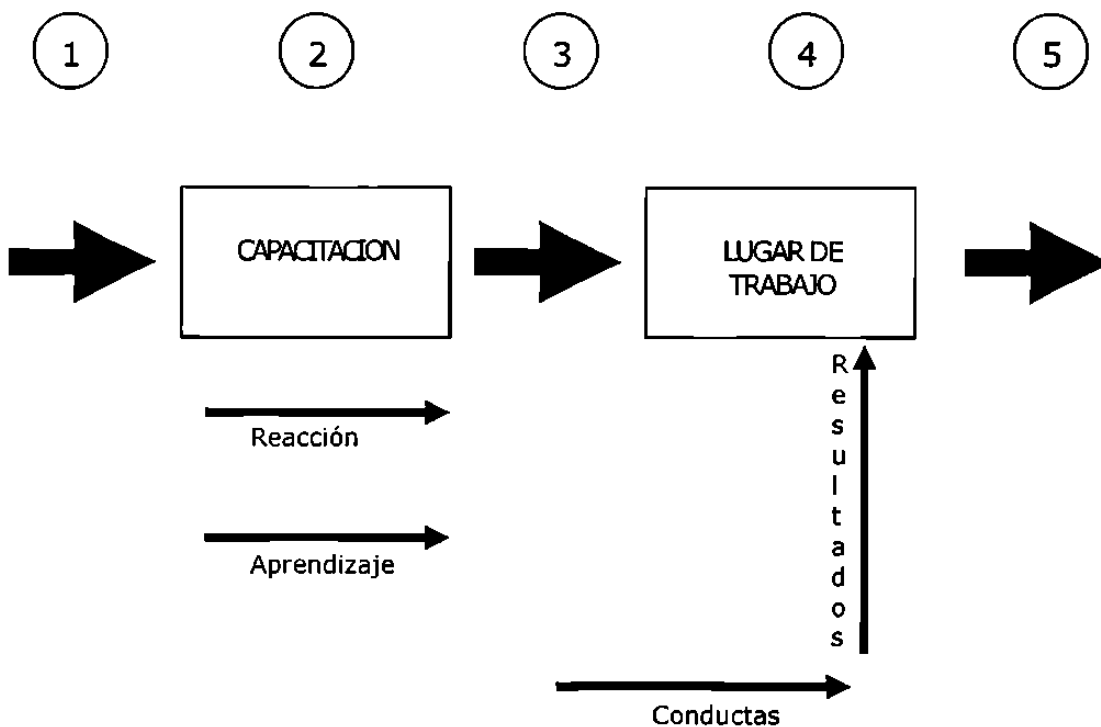 1
2
3
4
5
CAPACITACION
LUGAR DE
TRABAJO
Reacción
Aprendizaje
Resultados
Conductas